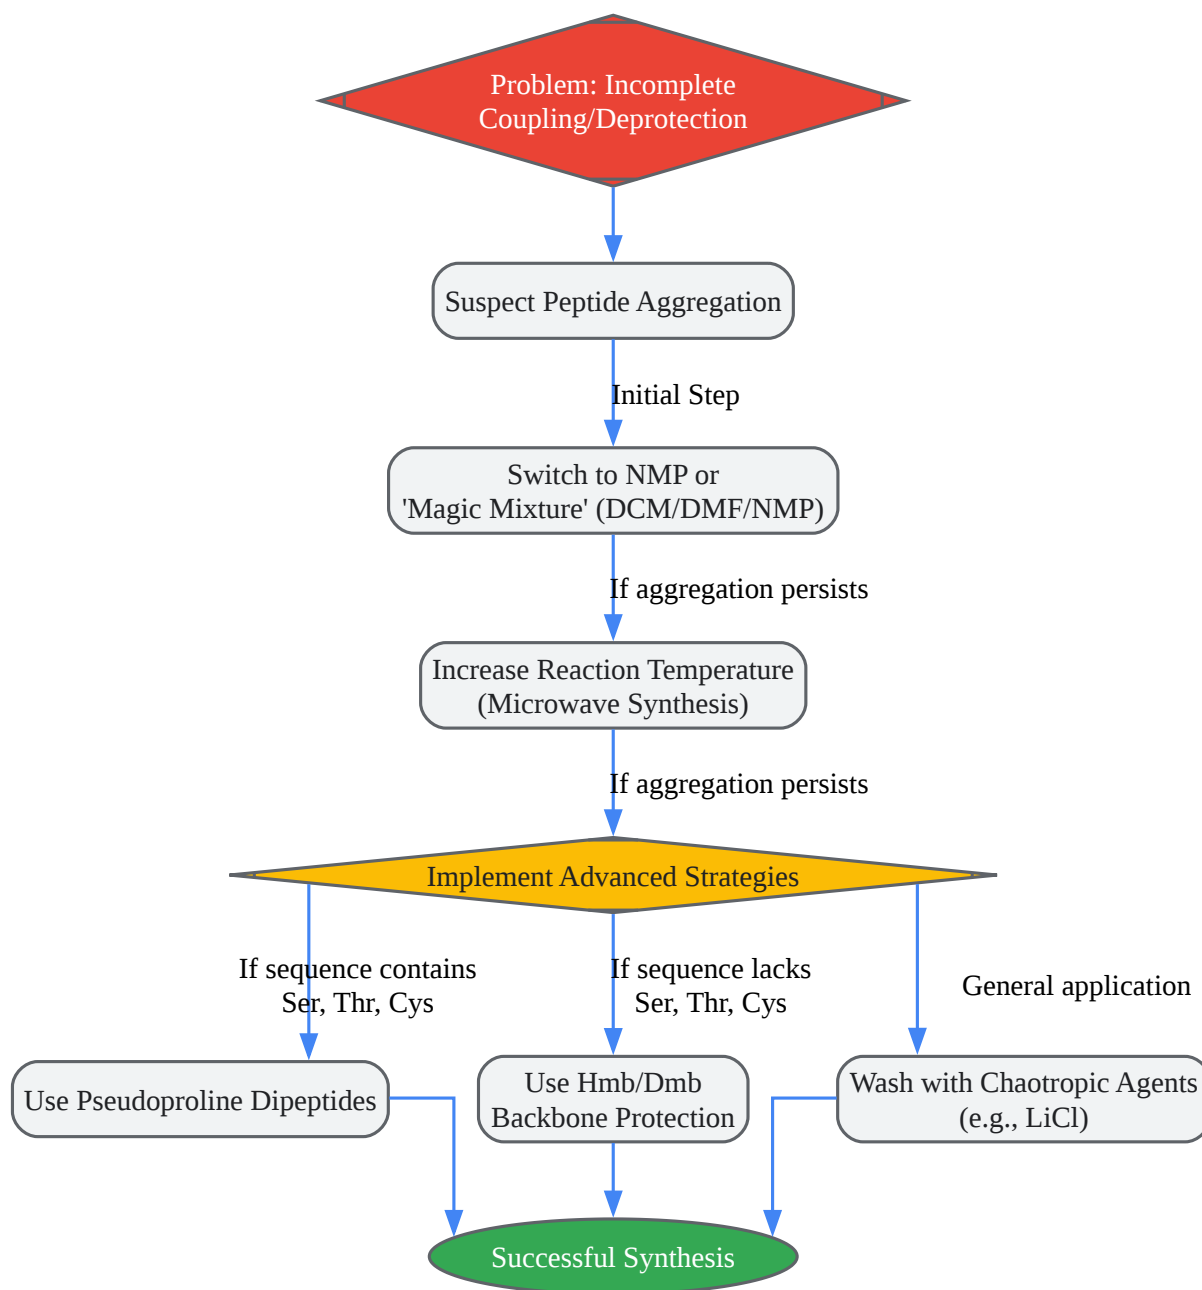 Problem: Incomplete
Coupling/Deprotection
Suspect Peptide Aggregation
Initial Step
Switch to NMP or
'Magic Mixture' (DCM/DMF/NMP)
If aggregation persists
Increase Reaction Temperature
(Microwave Synthesis)
If aggregation persists
Implement Advanced Strategies
If sequence contains
Ser, Thr, Cys
If sequence lacks
Ser, Thr, Cys
General application
Use Pseudoproline Dipeptides
Use Hmb/Dmb
Backbone Protection
Wash with Chaotropic Agents
(e.g., LiCl)
Successful Synthesis